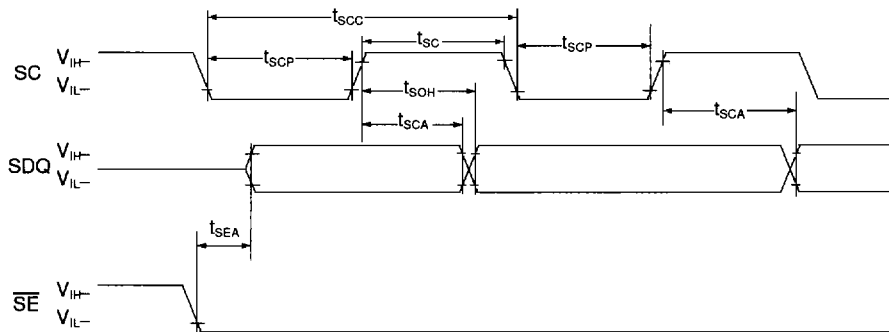 tSCC
tSC
tSCP
tSCP
VIH
SC
VIL
tSOH
tSCA
tSCA
VIH
SDQ
VIL
tSEA
VIH
SE
VIL